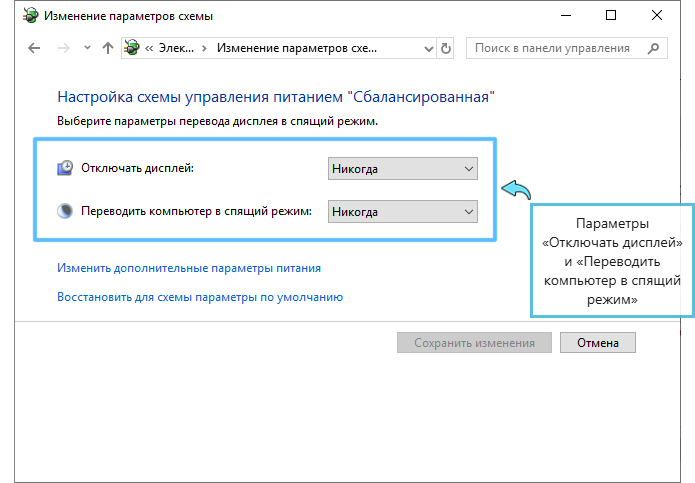 Изменение параметров схемы
« Элек... > Изменение параметров схе...
Поиск в панели управления
Настройка схемы управления питанием "Сбалансированная"
Выберите параметры перевода дисплея в спящий режим.
Отключать дисплей:
Никогда
Переводить компьютер в спящий режим:
Никогда
Параметры
«Отключать дисплей»
и «Переводить
компьютер в спящий
режим»
Изменить дополнительные параметры питания
Восстановить для схемы параметры по умолчанию
Сохранить изменения
Отмена